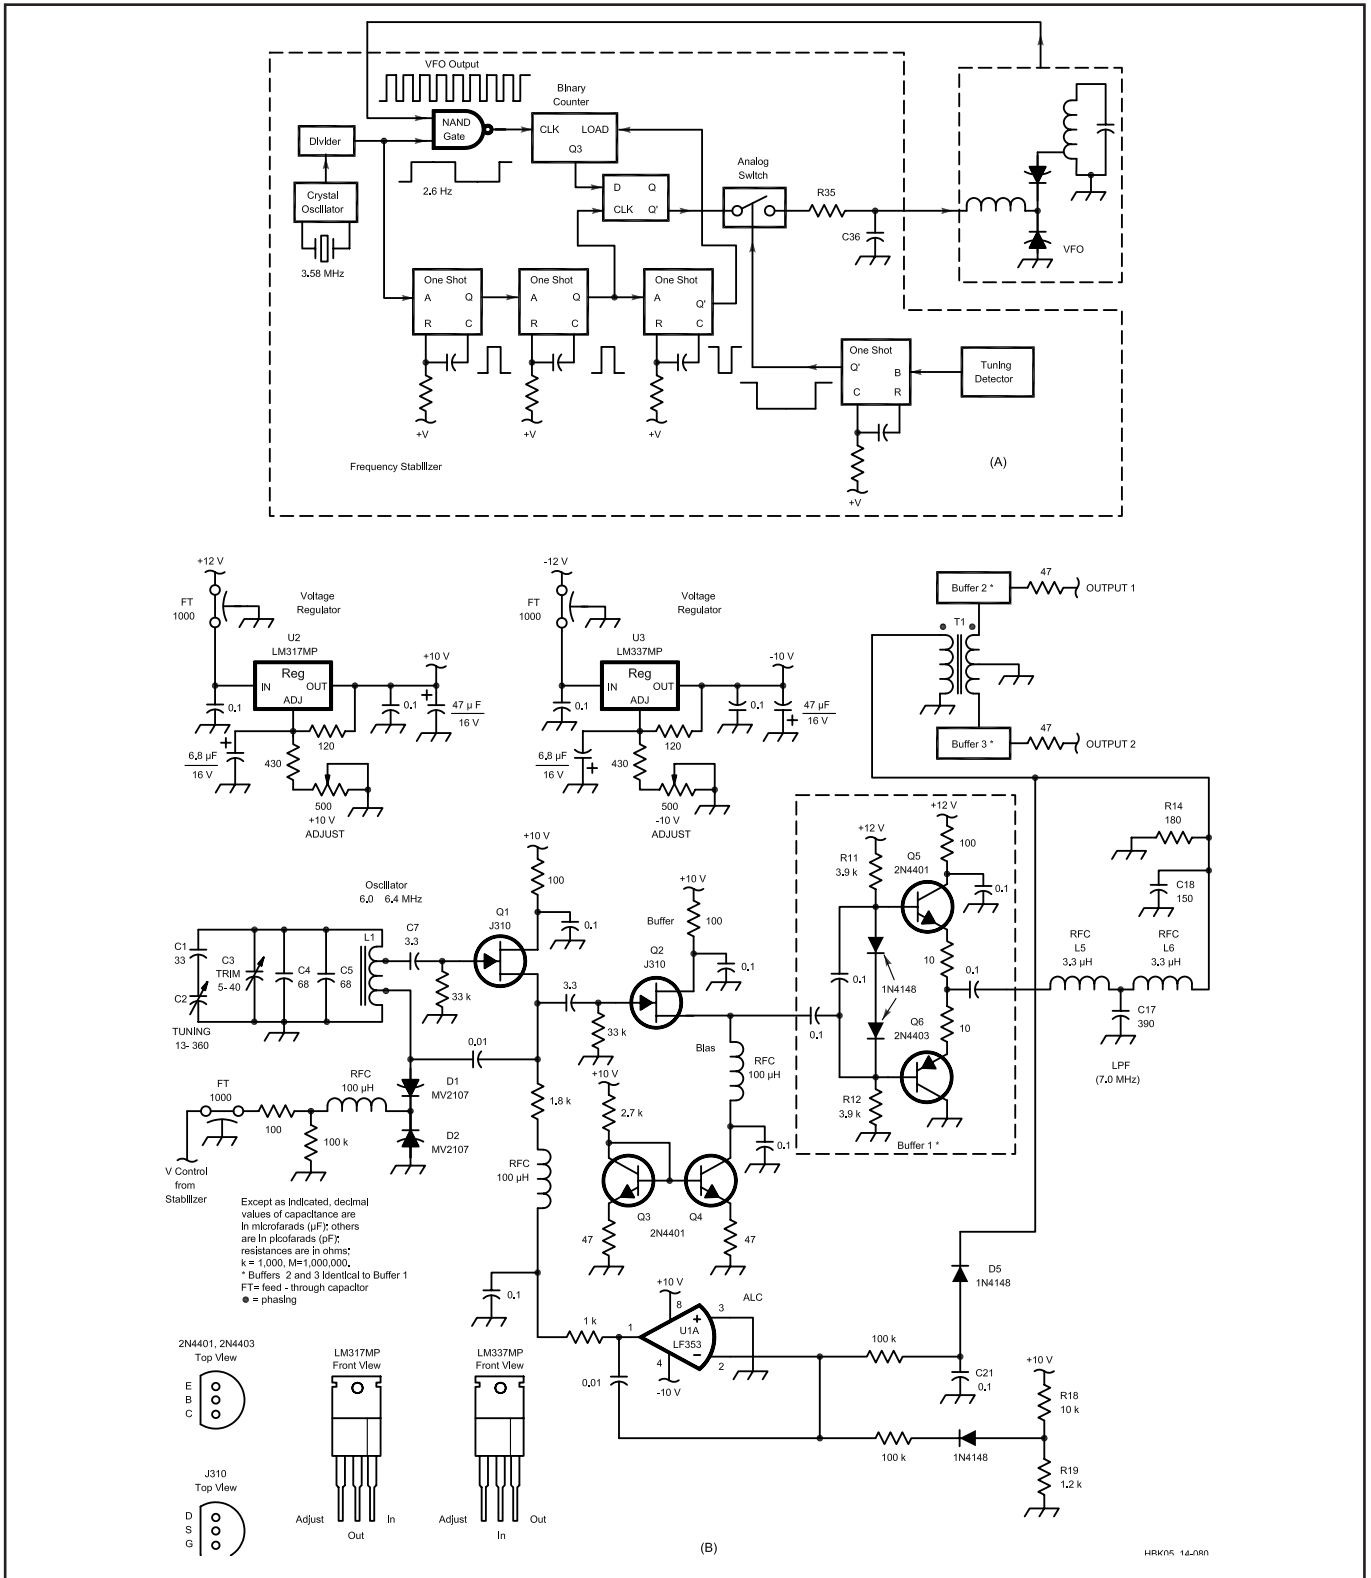 VFO Output
Binary
Counter
NAND
Gate
CLK
LOAD
Q3
Divider
2.6 Hz
Crystal
Oscillator
3.58 MHz
D
Q
CLK
Q'
Analog
Switch
R35
C36
VFO
One Shot
A
Q
R
C
+V
One Shot
A
Q
R
C
+V
One Shot
A
Q'
R
C
+V
One Shot
Q'
B
C
R
+V
Tuning
Detector
Frequency Stabilizer
(A)
+12 V
FT
1000
Voltage
Regulator
U2
LM317MP
Reg
IN
OUT
ADJ
+10 V
0.1
0.1
+
47 µF
16 V
+
6.8 µF
16 V
120
430
500
+10 V
ADJUST
-12 V
FT
1000
Voltage
Regulator
U3
LM337MP
Reg
IN
OUT
ADJ
-10 V
0.1
0.1
+
47 µF
16 V
6.8 µF
16 V
+
120
430
500
-10 V
ADJUST
Buffer 2 *
47
OUTPUT 1
T1
Buffer 3 *
47
OUTPUT 2
R14
180
C18
150
RFC
L5
3.3 µH
RFC
L6
3.3 µH
C17
390
LPF
(7.0 MHz)
+12 V
+12 V
R11
3.9 k
Q5
2N4401
100
0.1
10
0.1
1N4148
0.1
Q6
2N4403
10
0.1
R12
3.9 k
Buffer 1 *
Oscillator
6.0 6.4 MHz
C1
33
C2
TUNING
13- 360
C3
TRIM
5- 40
C4
68
C5
68
L1
C7
3.3
33 k
Q1
J310
+10 V
100
0.1
+10 V
Buffer
100
Q2
J310
0.1
3.3
33 k
Bias
RFC
100 µH
0.1
0.01
1.8 k
RFC
100 µH
+10 V
2.7 k
Q3
Q4
2N4401
47
47
FT
1000
100
RFC
100 µH
100 k
D1
MV2107
D2
MV2107
V Control
from
Stabilizer
Except as indicated, decimal
values of capacitance are
in microfarads (µF); others
are in picofarads (pF);
resistances are in ohms;
k = 1,000, M=1,000,000.
* Buffers 2 and 3 Identical to Buffer 1
FT= feed - through capacitor
= phasing
0.1
1 k
0.01
+10 V
8
ALC
1
U1A
LF353
+
3
-
2
4
-10 V
100 k
D5
1N4148
C21
0.1
100 k
1N4148
+10 V
R18
10 k
R19
1.2 k
2N4401, 2N4403
Top View
E
B
C
J310
Top View
D
S
G
LM317MP
Front View
Adjust
Out
In
LM337MP
Front View
Adjust
In
Out
(B)
HBK05_14-080